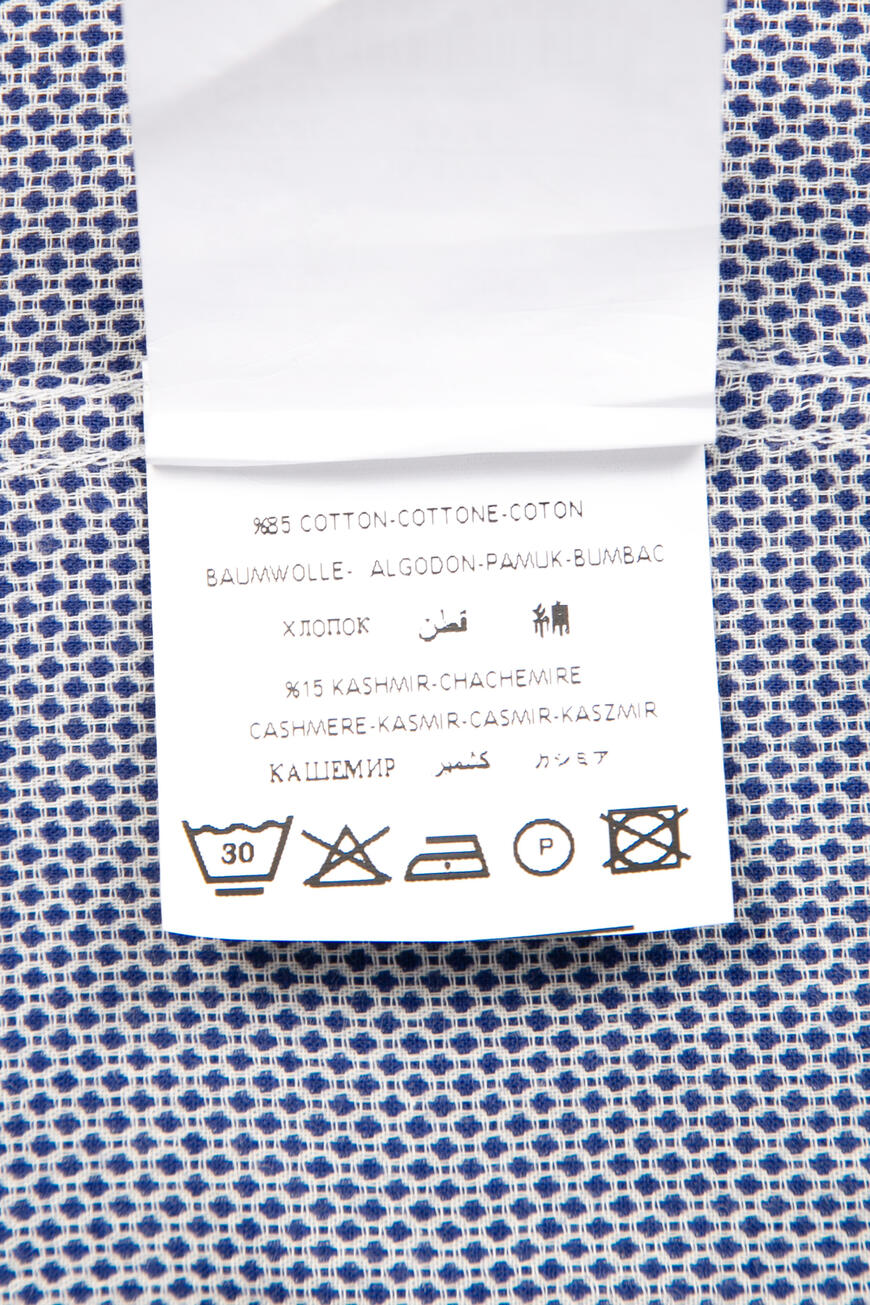 %85 COTTON-COTTONE-COTON
BAUMWOLLE- ALGODON-PAMUK-BUMBAC
ХЛОПОК قطن 棉
%15 KASHMIR-CHACHEMIRE
CASHMERE-KASMIR-CASMIR-KASZMIR
КАШЕМИР كشمير カシミア
30 P